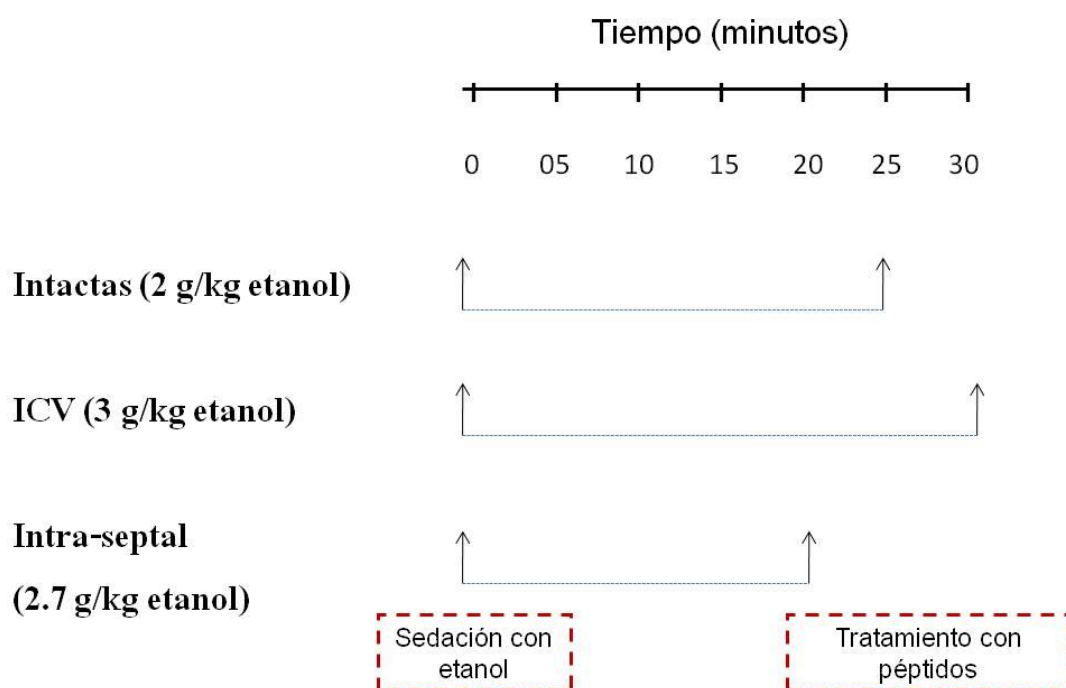 Tiempo (minutos)
0 05 10 15 20 25 30
Intactas (2 g/kg etanol)
ICV (3 g/kg etanol)
Intra-septal
(2.7 g/kg etanol)
Sedación con
etanol
Tratamiento con
péptidos